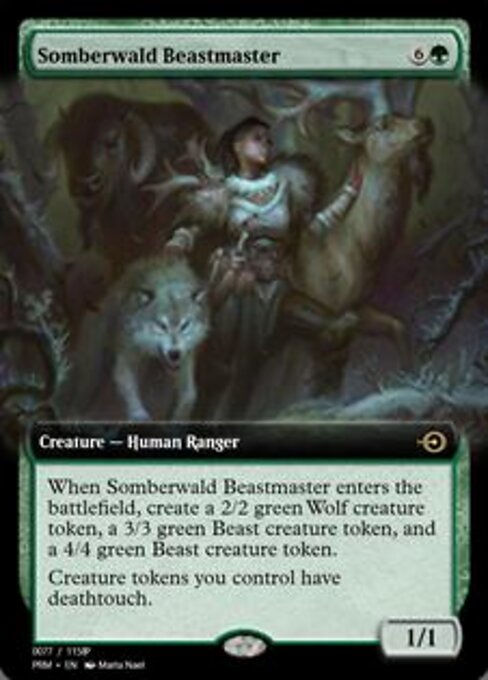 Somberwald Beastmaster 6
Creature — Human Ranger
When Somberwald Beastmaster enters the
battlefield, create a 2/2 green Wolf creature
token, a 3/3 green Beast creature token, and
a 4/4 green Beast creature token.
Creature tokens you control have
deathtouch.
1/1
0077 / 1158P
PRM • EN Marta Nael